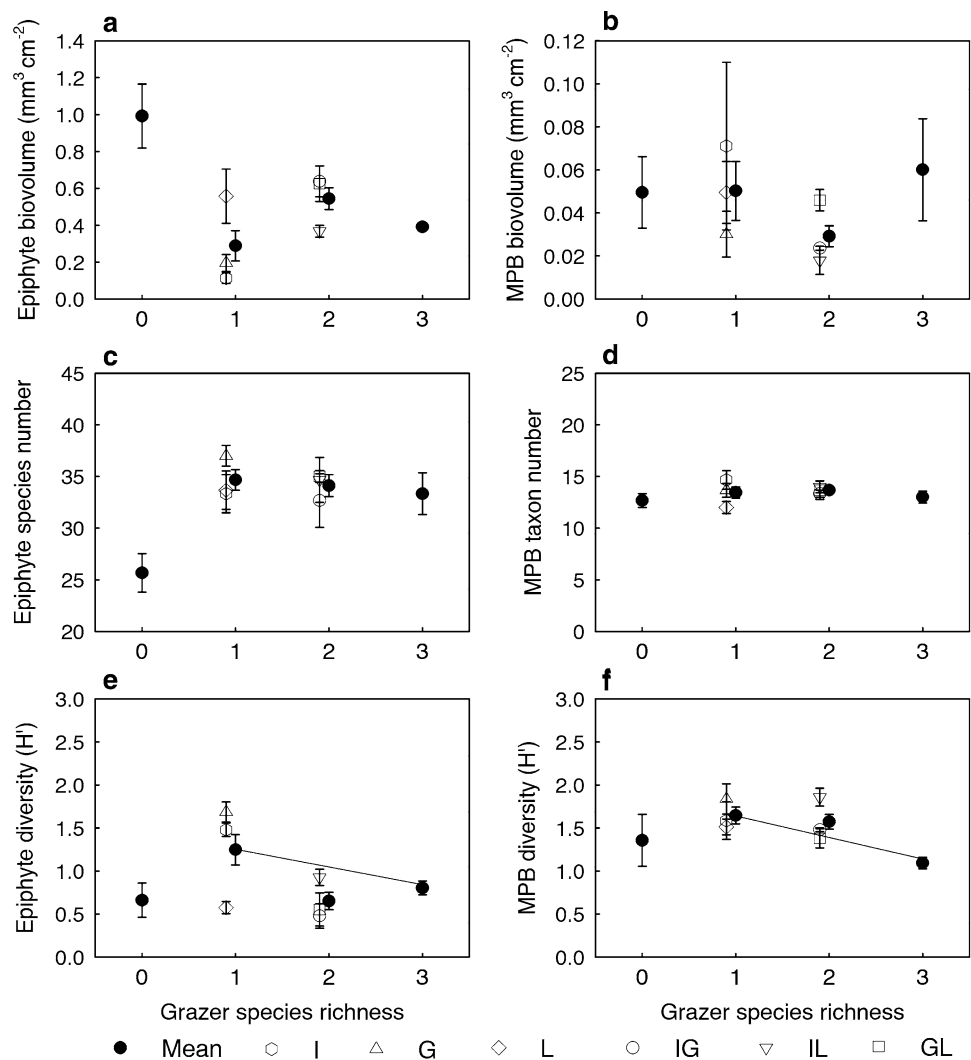 a
Epiphyte biovolume (mm3 cm-2)
1.4
1.2
1.0
0.8
0.6
0.4
0.2
0.0
0 1 2 3
b
MPB biovolume (mm3 cm-2)
0.12
0.10
0.08
0.06
0.04
0.02
0.00
0 1 2 3
c
Epiphyte species number
45
40
35
30
25
20
0 1 2 3
d
MPB taxon number
25
20
15
10
5
0
0 1 2 3
e
Epiphyte diversity (H')
3.0
2.5
2.0
1.5
1.0
0.5
0.0
0 1 2 3
Grazer species richness
f
MPB diversity (H')
3.0
2.5
2.0
1.5
1.0
0.5
0.0
0 1 2 3
Grazer species richness
Mean I G L IG IL GL